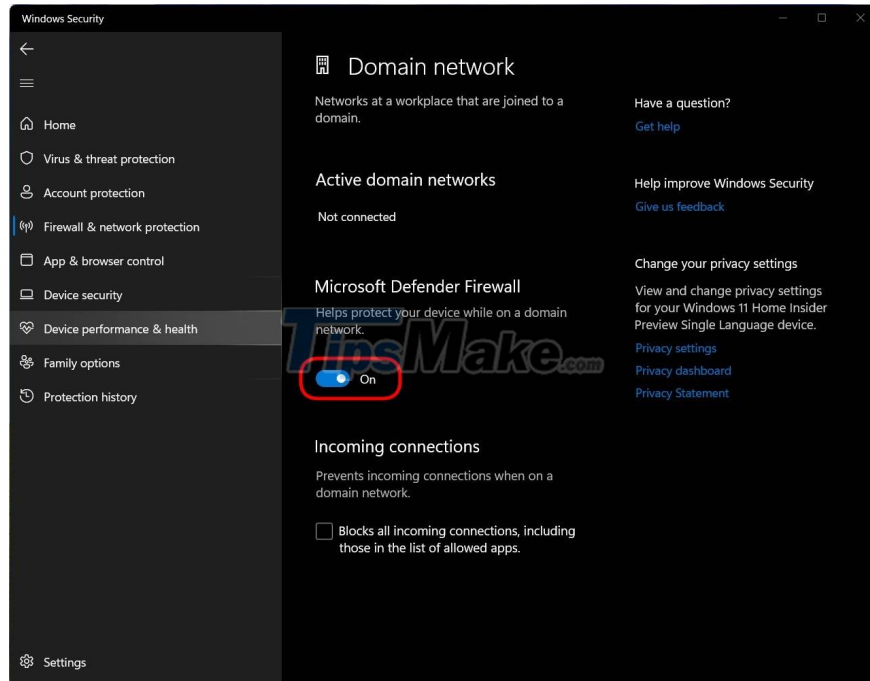 Windows Security
Home
Virus & threat protection
Account protection
Firewall & network protection
App & browser control
Device security
Device performance & health
Family options
Protection history
Settings
Domain network
Networks at a workplace that are joined to a
domain.
Active domain networks
Not connected
Microsoft Defender Firewall
Helps protect your device while on a domain
network.
TipsMake.com
On
Incoming connections
Prevents incoming connections when on a
domain network.
Blocks all incoming connections, including
those in the list of allowed apps.
Have a question?
Get help
Help improve Windows Security
Give us feedback
Change your privacy settings
View and change privacy settings
for your Windows 11 Home Insider
Preview Single Language device.
Privacy settings
Privacy dashboard
Privacy Statement